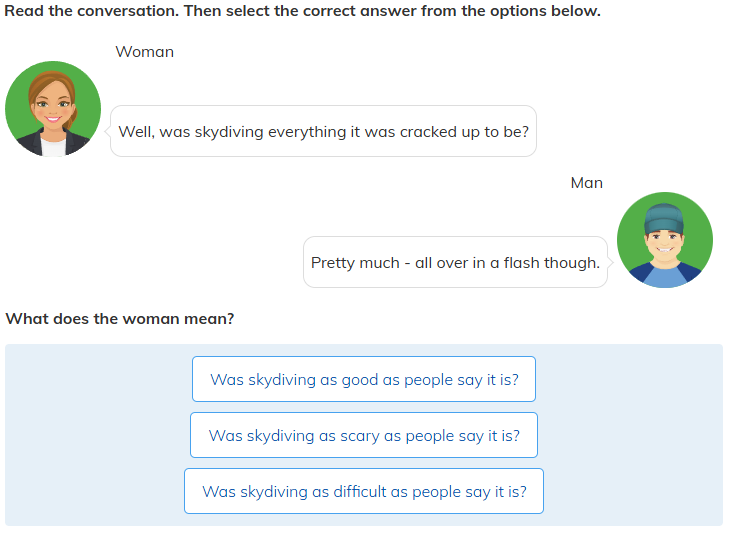 Read the conversation. Then select the correct answer from the options below.
Woman
Well, was skydiving everything it was cracked up to be?
Man
Pretty much - all over in a flash though.
What does the woman mean?
Was skydiving as good as people say it is?
Was skydiving as scary as people say it is?
Was skydiving as difficult as people say it is?